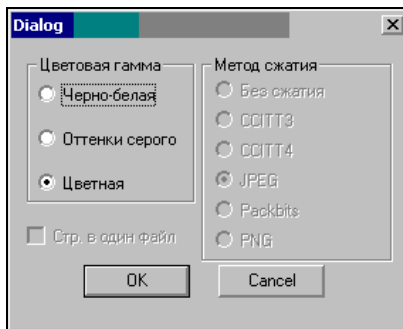 Dialog
Цветовая гамма
Черно-белая
Оттенки серого
Цветная
Стр. в один файл
Метод сжатия
Без сжатия
CCITT3
CCITT4
JPEG
Packbits
PNG
OK
Cancel